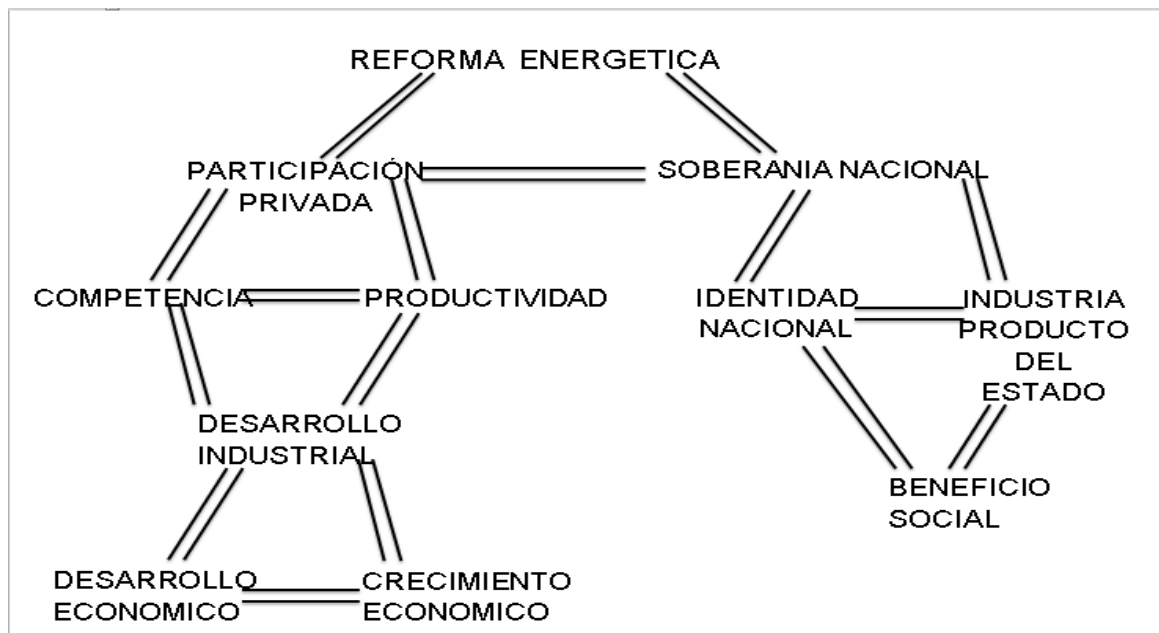 REFORMA ENERGETICA
PARTICIPACIÓN
PRIVADA
SOBERANIA NACIONAL
COMPETENCIA
PRODUCTIVIDAD
IDENTIDAD
NACIONAL
INDUSTRIA
PRODUCTO
DEL
ESTADO
DESARROLLO
INDUSTRIAL
BENEFICIO
SOCIAL
DESARROLLO
ECONOMICO
CRECIMIENTO
ECONOMICO